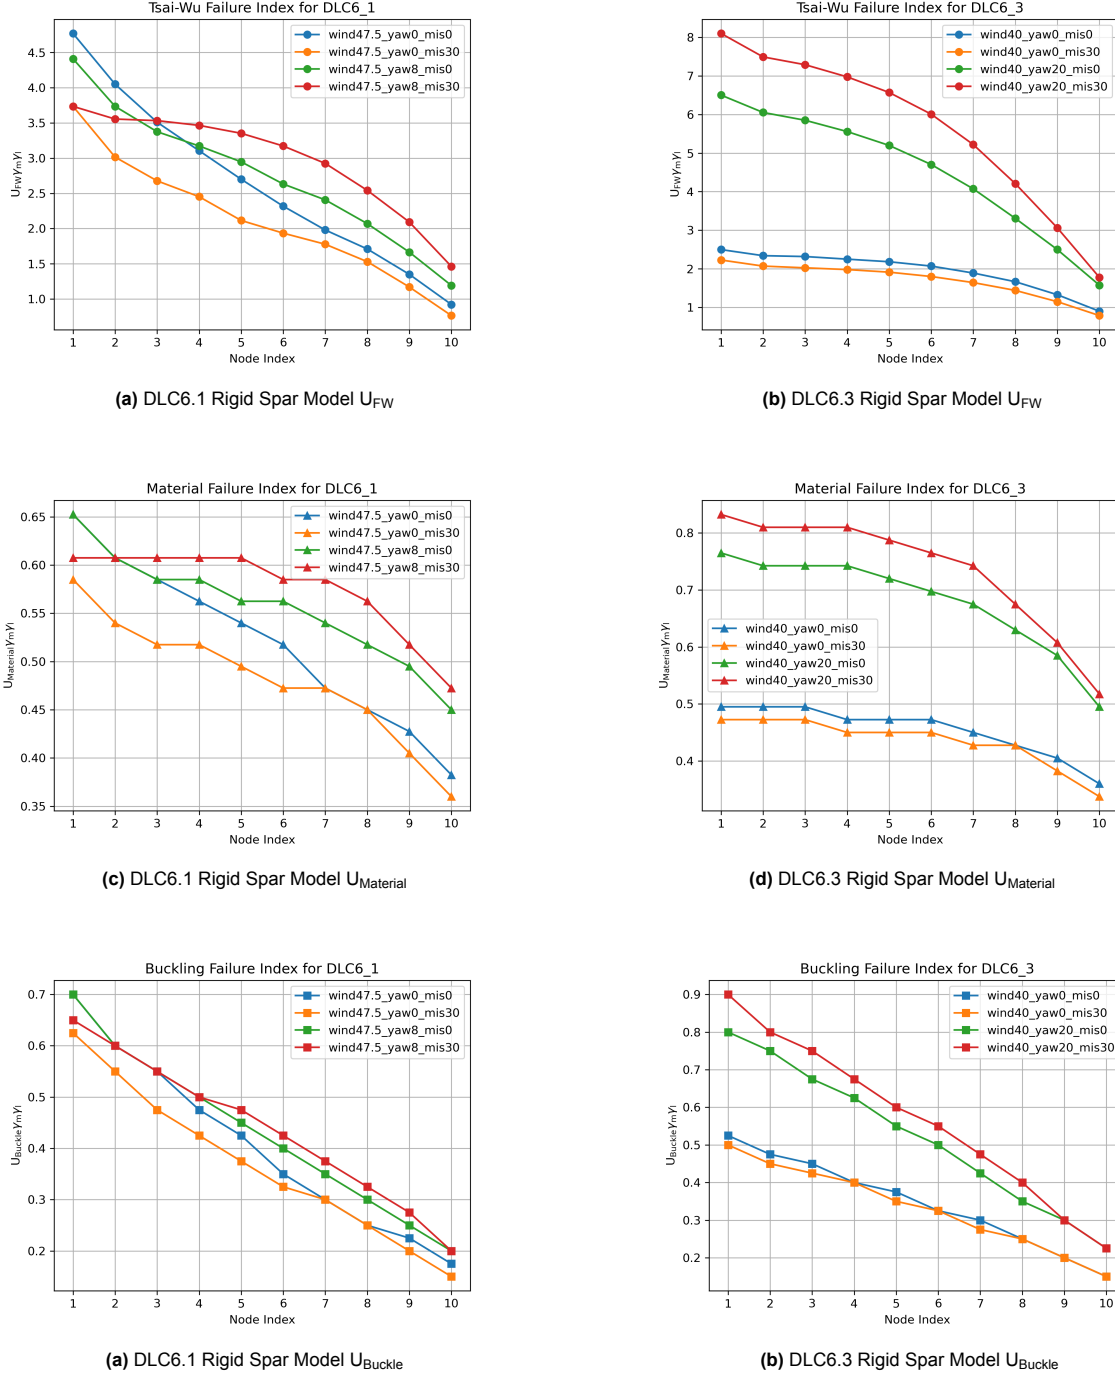 Tsai-Wu Failure Index for DLC6_1
U_FWγ_mγ_l
4.5
4.0
3.5
3.0
2.5
2.0
1.5
1.0
wind47.5_yaw0_mis0
wind47.5_yaw0_mis30
wind47.5_yaw8_mis0
wind47.5_yaw8_mis30
1 2 3 4 5 6 7 8 9 10
Node Index
(a) DLC6.1 Rigid Spar Model U_FW
Tsai-Wu Failure Index for DLC6_3
U_FWγ_mγ_l
8
7
6
5
4
3
2
1
wind40_yaw0_mis0
wind40_yaw0_mis30
wind40_yaw20_mis0
wind40_yaw20_mis30
1 2 3 4 5 6 7 8 9 10
Node Index
(b) DLC6.3 Rigid Spar Model U_FW
Material Failure Index for DLC6_1
U_Materialγ_mγ_l
0.65
0.60
0.55
0.50
0.45
0.40
0.35
wind47.5_yaw0_mis0
wind47.5_yaw0_mis30
wind47.5_yaw8_mis0
wind47.5_yaw8_mis30
1 2 3 4 5 6 7 8 9 10
Node Index
(c) DLC6.1 Rigid Spar Model U_Material
Material Failure Index for DLC6_3
U_Materialγ_mγ_l
0.8
0.7
0.6
0.5
0.4
wind40_yaw0_mis0
wind40_yaw0_mis30
wind40_yaw20_mis0
wind40_yaw20_mis30
1 2 3 4 5 6 7 8 9 10
Node Index
(d) DLC6.3 Rigid Spar Model U_Material
Buckling Failure Index for DLC6_1
U_Buckleγ_mγ_l
0.7
0.6
0.5
0.4
0.3
0.2
wind47.5_yaw0_mis0
wind47.5_yaw0_mis30
wind47.5_yaw8_mis0
wind47.5_yaw8_mis30
1 2 3 4 5 6 7 8 9 10
Node Index
(a) DLC6.1 Rigid Spar Model U_Buckle
Buckling Failure Index for DLC6_3
U_Buckleγ_mγ_l
0.9
0.8
0.7
0.6
0.5
0.4
0.3
0.2
wind40_yaw0_mis0
wind40_yaw0_mis30
wind40_yaw20_mis0
wind40_yaw20_mis30
1 2 3 4 5 6 7 8 9 10
Node Index
(b) DLC6.3 Rigid Spar Model U_Buckle